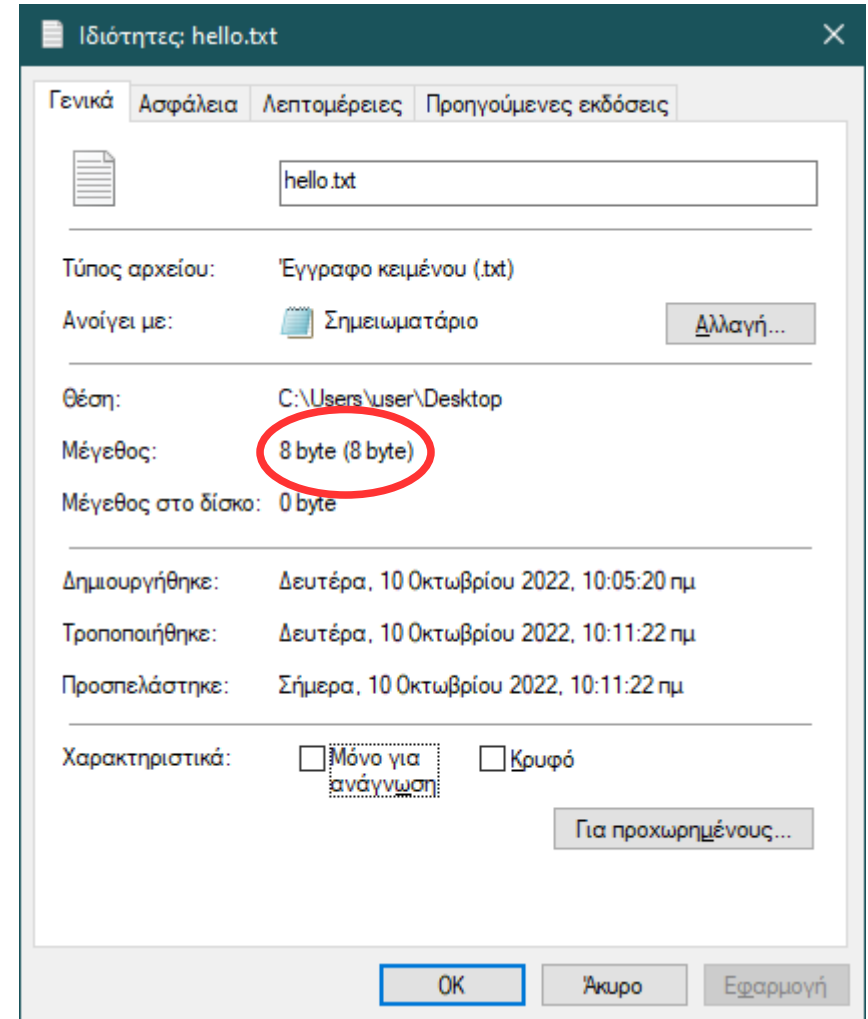 Ιδιότητες: hello.txt
Γενικά Ασφάλεια Λεπτομέρειες Προηγούμενες εκδόσεις
hello.txt
Τύπος αρχείου: Έγγραφο κειμένου (.txt)
Ανοίγει με: Σημειωματάριο Αλλαγή...
Θέση: C:\Users\user\Desktop
Μέγεθος: 8 byte (8 byte)
Μέγεθος στο δίσκο: 0 byte
Δημιουργήθηκε: Δευτέρα, 10 Οκτωβρίου 2022, 10:05:20 πμ
Τροποποιήθηκε: Δευτέρα, 10 Οκτωβρίου 2022, 10:11:22 πμ
Προσπελάστηκε: Σήμερα, 10 Οκτωβρίου 2022, 10:11:22 πμ
Χαρακτηριστικά: Μόνο για Κρυφό
ανάγνωση
Για προχωρημένους...
OK Άκυρο Εφαρμογή